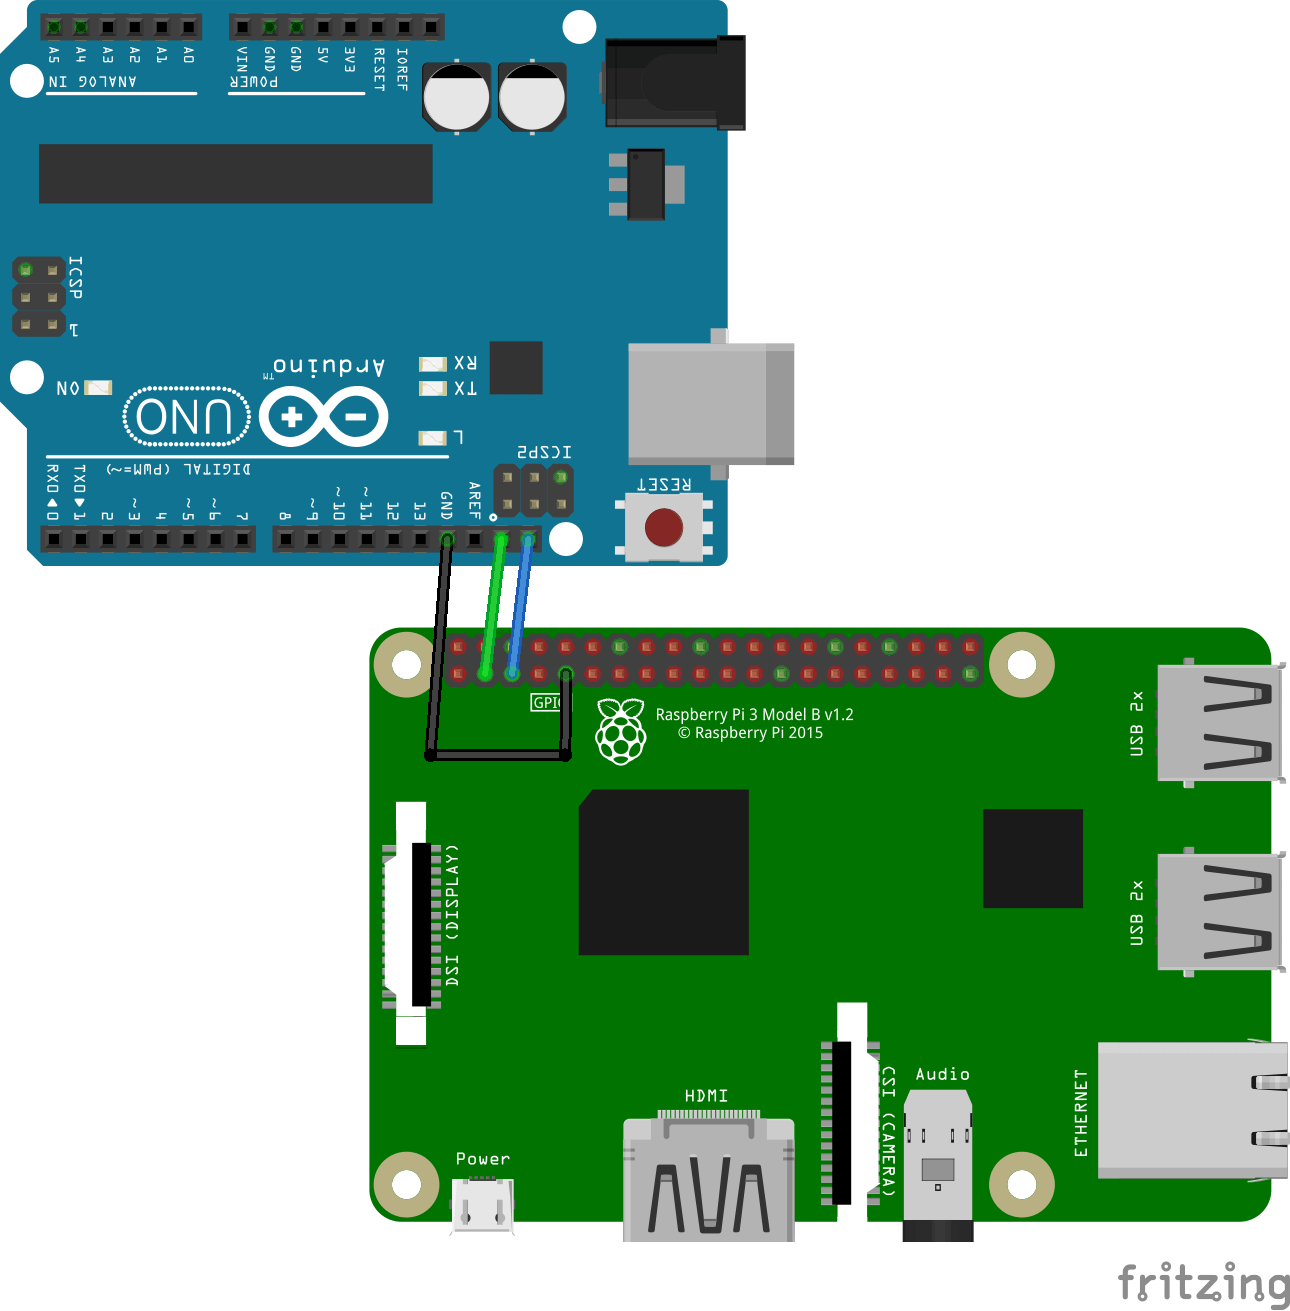 A5 A4 A3 A2 A1 A0
VIN GND GND 5V 3V3 RESET IOREF
ANALOG IN
POWER
ICSP
1
Arduino
TM
RX
TX
ON
UNO
L
ICSP2
DIGITAL (PWM=~)
RESET
RX0◀0 TX0▶1 2 ~3 4 ~5 ~6 7 8 ~9 ~10 ~11 12 13 GND AREF
Raspberry Pi 3 Model B v1.2
© Raspberry Pi 2015
USB 2x
DSI (DISPLAY)
USB 2x
Audio
HDMI
CSI (CAMERA)
ETHERNET
Power
fritzing